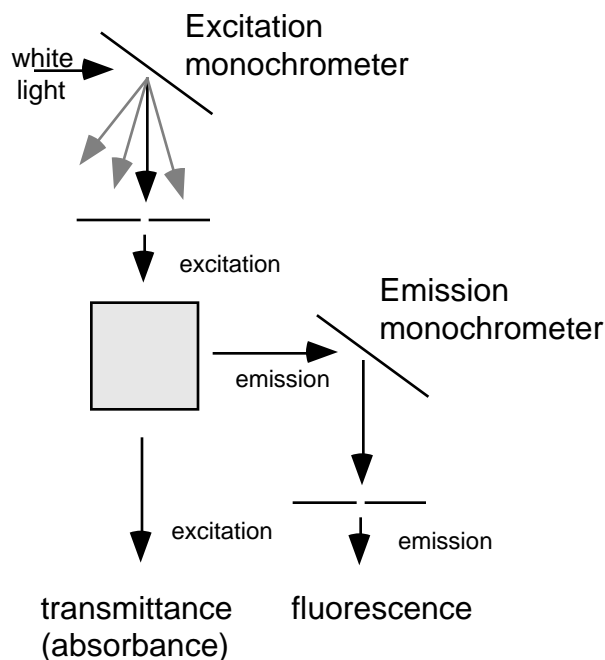 Excitation
monochrometer
white
light
excitation
Emission
monochrometer
emission
excitation
emission
transmittance
(absorbance)
fluorescence